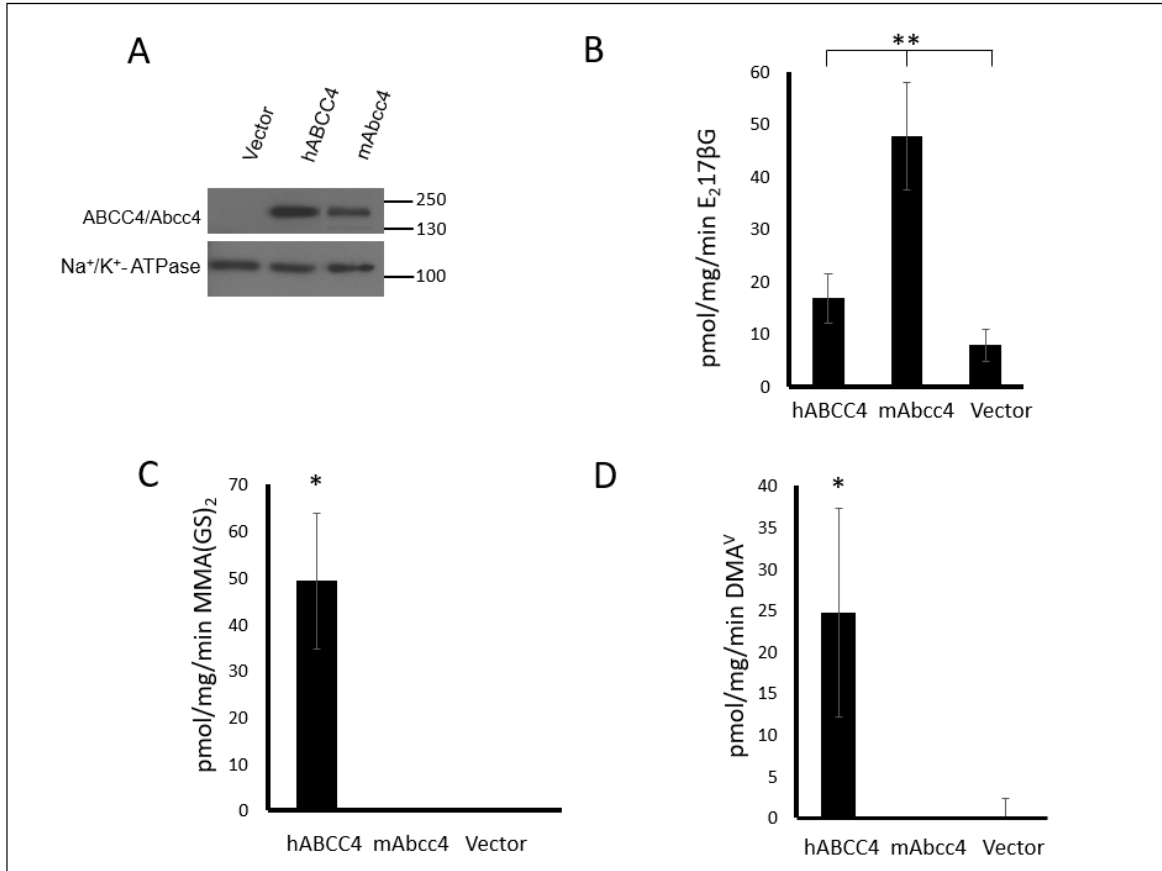 A
Vector
hABCC4
mAbcc4
ABCC4/Abcc4
250
130
Na⁺/K⁺-ATPase
100
B
**
pmol/mg/min E₂17βG
60
50
40
30
20
10
0
hABCC4 mAbcc4 Vector
C
*
pmol/mg/min MMA(GS)₂
70
60
50
40
30
20
10
0
hABCC4 mAbcc4 Vector
D
*
pmol/mg/min DMAⱽ
40
35
30
25
20
15
10
5
0
hABCC4 mAbcc4 Vector